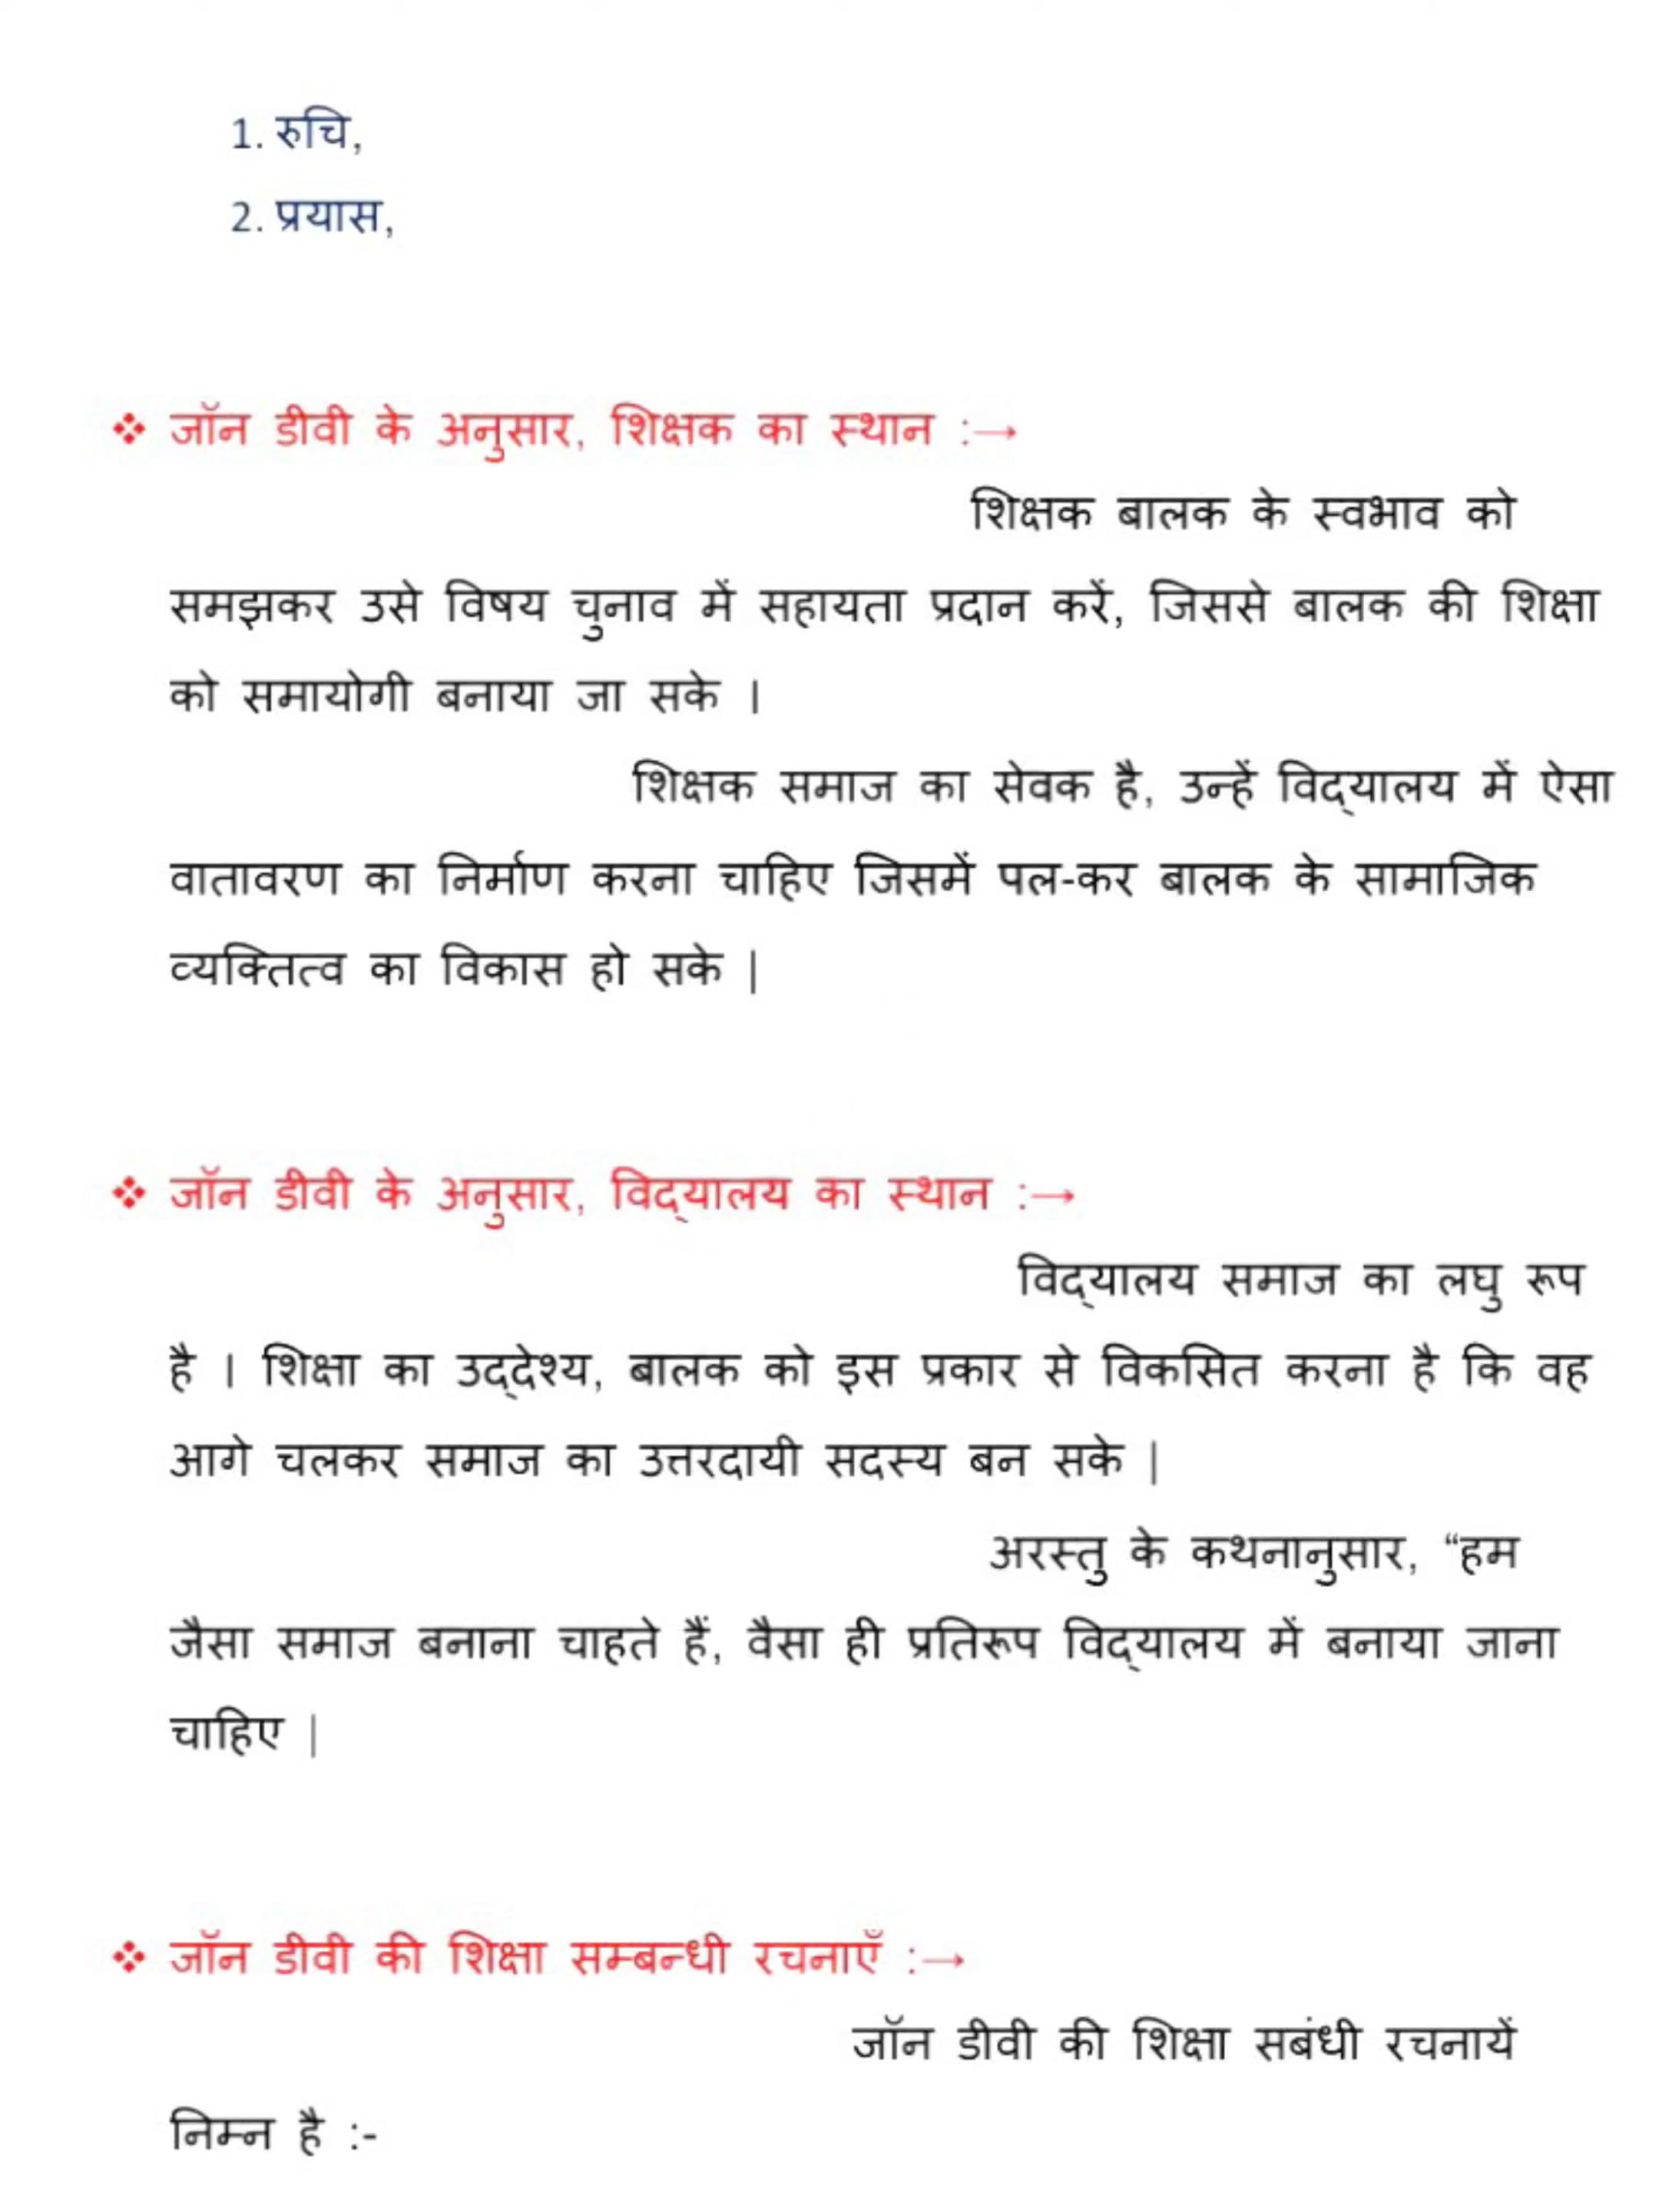 1. रुचि,
2. प्रयास,
❖ जॉन डीवी के अनुसार, शिक्षक का स्थान :→
शिक्षक बालक के स्वभाव को
समझकर उसे विषय चुनाव में सहायता प्रदान करें, जिससे बालक की शिक्षा
को समायोगी बनाया जा सके ।
शिक्षक समाज का सेवक है, उन्हें विद्‌यालय में ऐसा
वातावरण का निर्माण करना चाहिए जिसमें पल-कर बालक के सामाजिक
व्यक्तित्व का विकास हो सके |
❖ जॉन डीवी के अनुसार, विद्‌यालय का स्थान :→
विद्‌यालय समाज का लघु रूप
है । शिक्षा का उद्‌देश्य, बालक को इस प्रकार से विकसित करना है कि वह
आगे चलकर समाज का उत्तरदायी सदस्य बन सके |
अरस्तु के कथनानुसार, “हम
जैसा समाज बनाना चाहते हैं, वैसा ही प्रतिरूप विद्‌यालय में बनाया जाना
चाहिए |
❖ जॉन डीवी की शिक्षा सम्बन्धी रचनाएँ :→
जॉन डीवी की शिक्षा सबंधी रचनायें
निम्न है :-